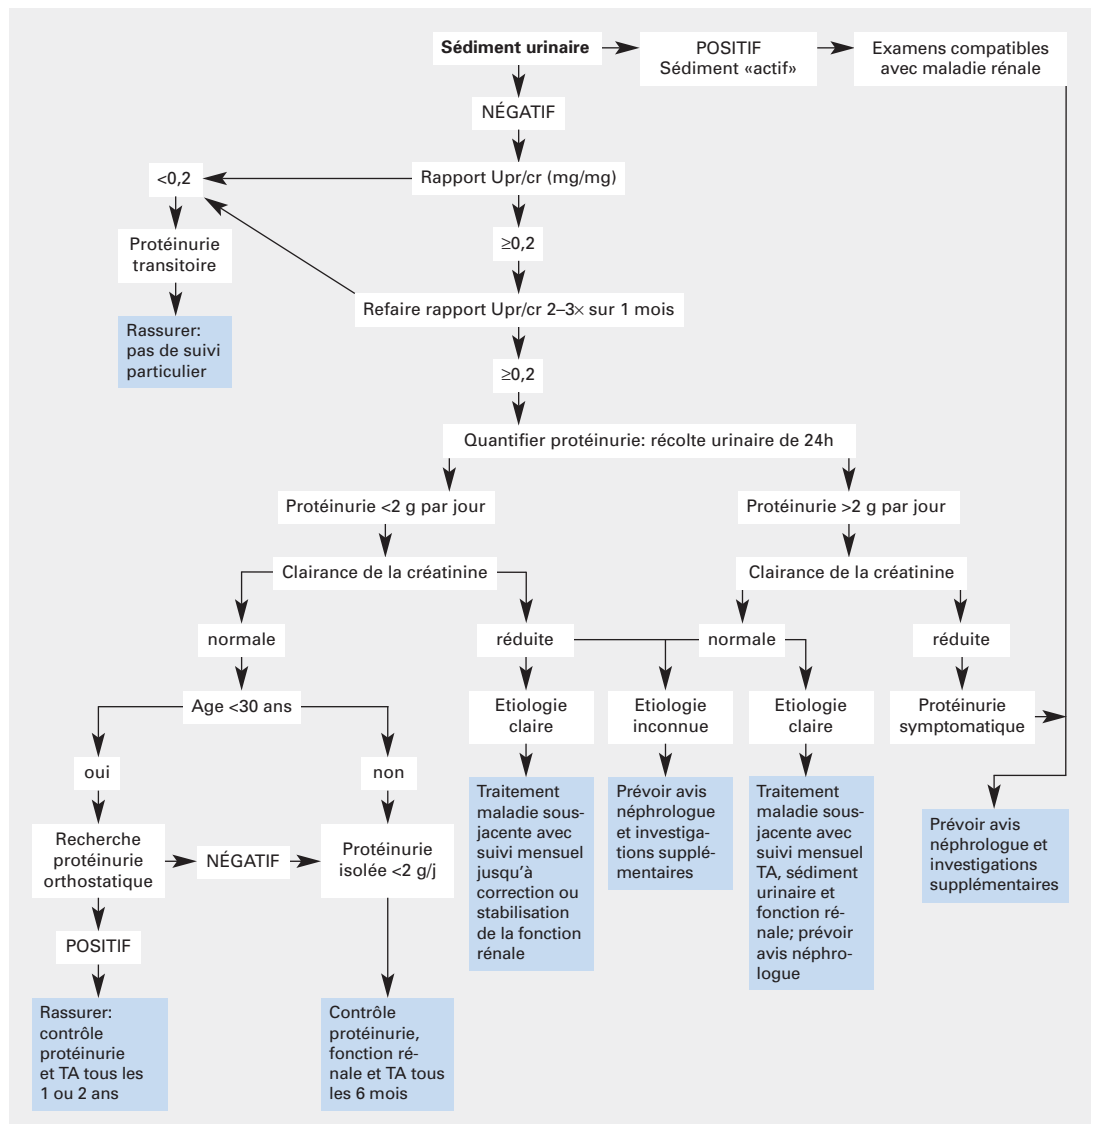 Sédiment urinaire
POSITIF
Sédiment «actif»
Examens compatibles
avec maladie rénale
NÉGATIF
Rapport Upr/cr (mg/mg)
<0,2
Protéinurie
transitoire
Rassurer:
pas de suivi
particulier
≥0,2
Refaire rapport Upr/cr 2–3× sur 1 mois
≥0,2
Quantifier protéinurie: récolte urinaire de 24h
Protéinurie <2 g par jour
Protéinurie >2 g par jour
Clairance de la créatinine
Clairance de la créatinine
normale
réduite
normale
réduite
Age <30 ans
Etiologie
claire
Etiologie
inconnue
Etiologie
claire
Protéinurie
symptomatique
oui
non
Traitement
maladie sous-
jacente avec
suivi mensuel
jusqu’à
correction ou
stabilisation
de la fonction
rénale
Prévoir avis
néphrologue
et investiga-
tions supplé-
mentaires
Traitement
maladie sous-
jacente avec
suivi mensuel
TA, sédiment
urinaire et
fonction ré-
nale; prévoir
avis néphro-
logue
Prévoir avis
néphrologue et
investigations
supplémentaires
Recherche
protéinurie
orthostatique
NÉGATIF
Protéinurie
isolée <2 g/j
POSITIF
Rassurer:
contrôle
protéinurie
et TA tous les
1 ou 2 ans
Contrôle
protéinurie,
fonction ré-
nale et TA tous
les 6 mois